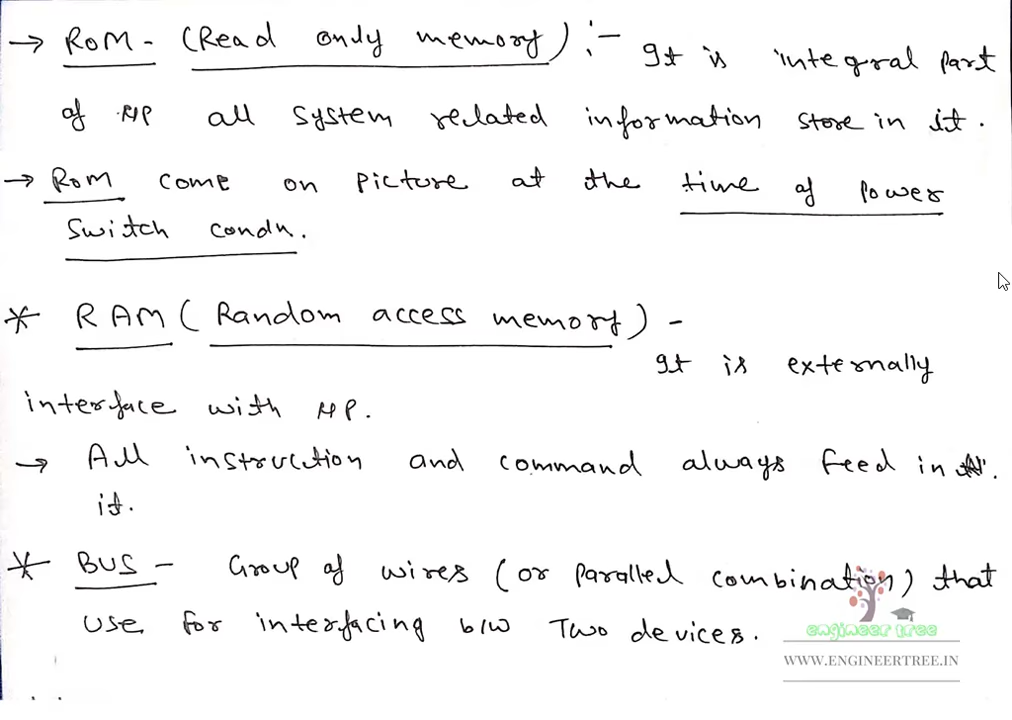 → ROM - (Read only memory) :- It is integral part
of MP all system related information store in it.
→ ROM come on picture at the time of power
switch condn.
* RAM (Random access memory) -
It is externally
interface with MP.
→ All instruction and command always feed in
it.
* BUS - Group of wires (or parallel combination) that
use for interfacing b/w Two devices.
engineer tree
WWW.ENGINEERTREE.IN